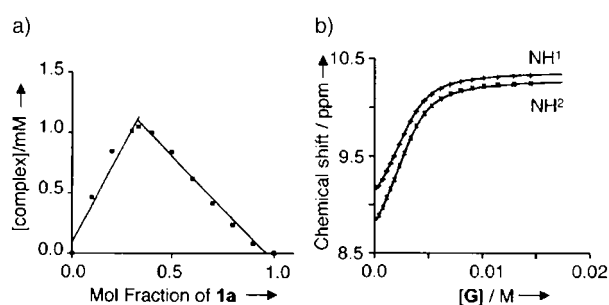 a)
1.5
1.0
0.5
0.0
[complex]/mM →
0.0
0.5
1.0
Mol Fraction of 1a →
b)
10.5
9.5
8.5
Chemical shift / ppm →
NH¹
NH²
0.0
0.01
0.02
[G] / M →